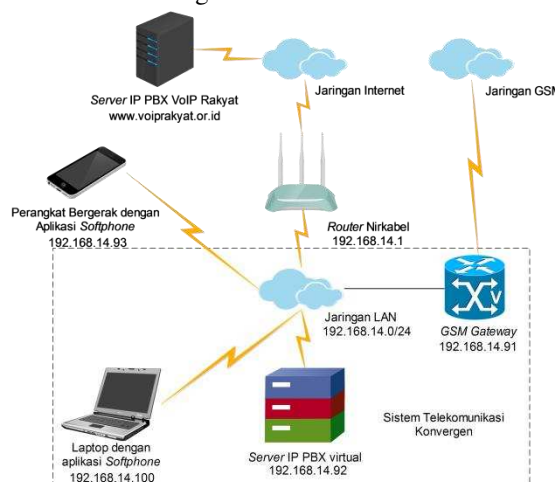 Server IP PBX VoIP Rakyat
www.voiprakyat.or.id
Jaringan Internet
Jaringan GSM
Perangkat Bergerak dengan
Aplikasi Softphone
192.168.14.93
Router Nirkabel
192.168.14.1
Jaringan LAN
192.168.14.0/24
V
GSM Gateway
192.168.14.91
Laptop dengan
aplikasi Softphone
192.168.14.100
Server IP PBX virtual
192.168.14.92
Sistem Telekomunikasi
Konvergen